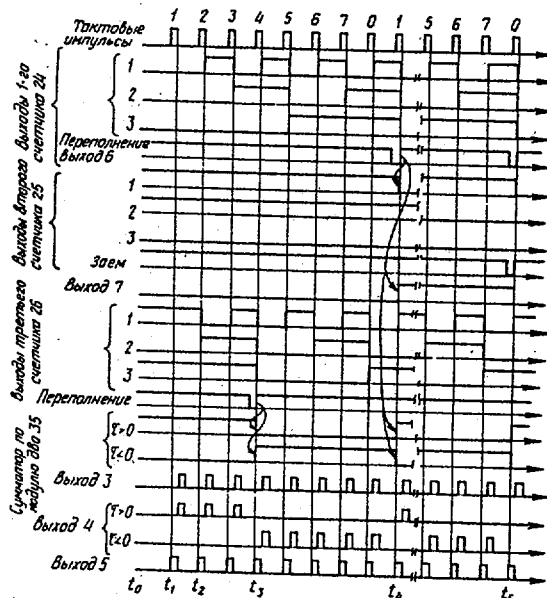 1 2 3 4 5 6 7 0 1 5 6 7 0
Тактовые
импульсы
Выходы 1-го
счетчика 24
1
2
3
Переполнение
выход 6
Выходы второго
счетчика 25
1
2
3
Заем
Выход 7
Выходы третьего
счетчика 26
1
2
3
Переполнение
Сумматор по
модулю два 35
τ>0
τ<0
Выход 3
Выход 4
τ>0
τ<0
Выход 5
t₀ t₁ t₂ t₃ t₄ t₅